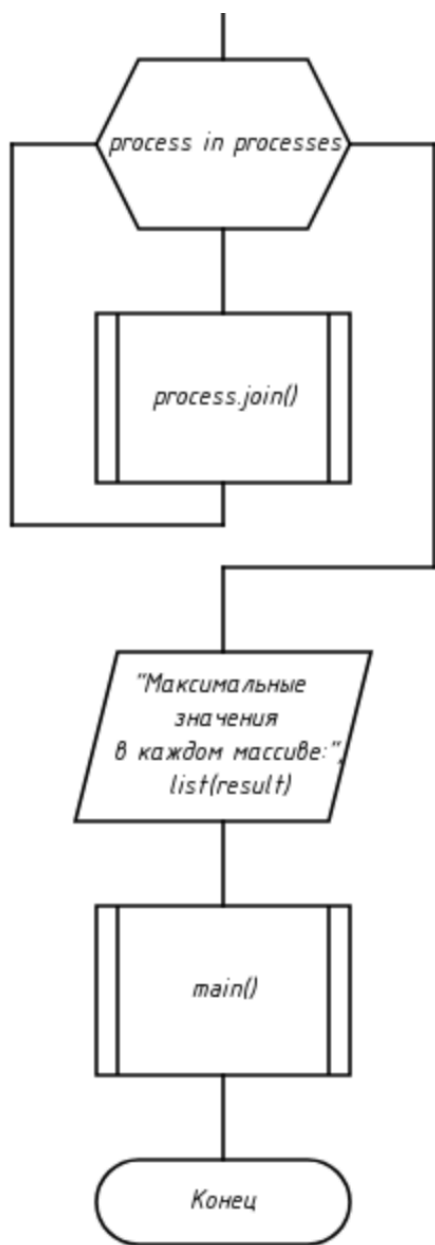 process in processes
process.join()
"Максимальные
значения
в каждом массиве:",
list(result)
main()
Конец